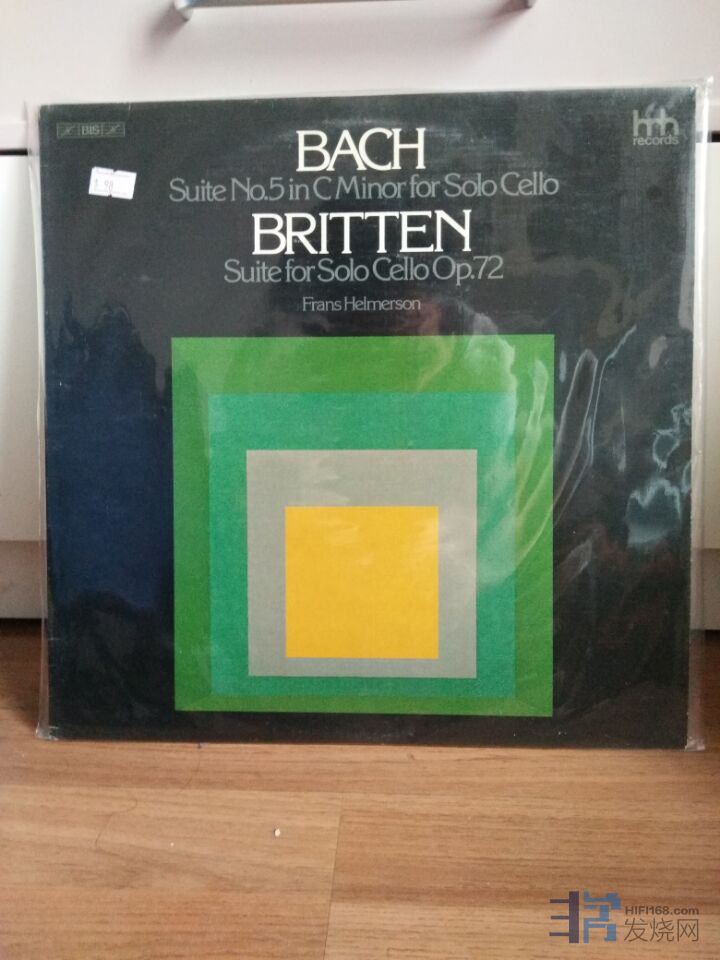 BIS
hnh
records
BACH
Suite No.5 in C Minor for Solo Cello
BRITTEN
Suite for Solo Cello Op.72
Frans Helmerson
HIFI168.com
发烧网